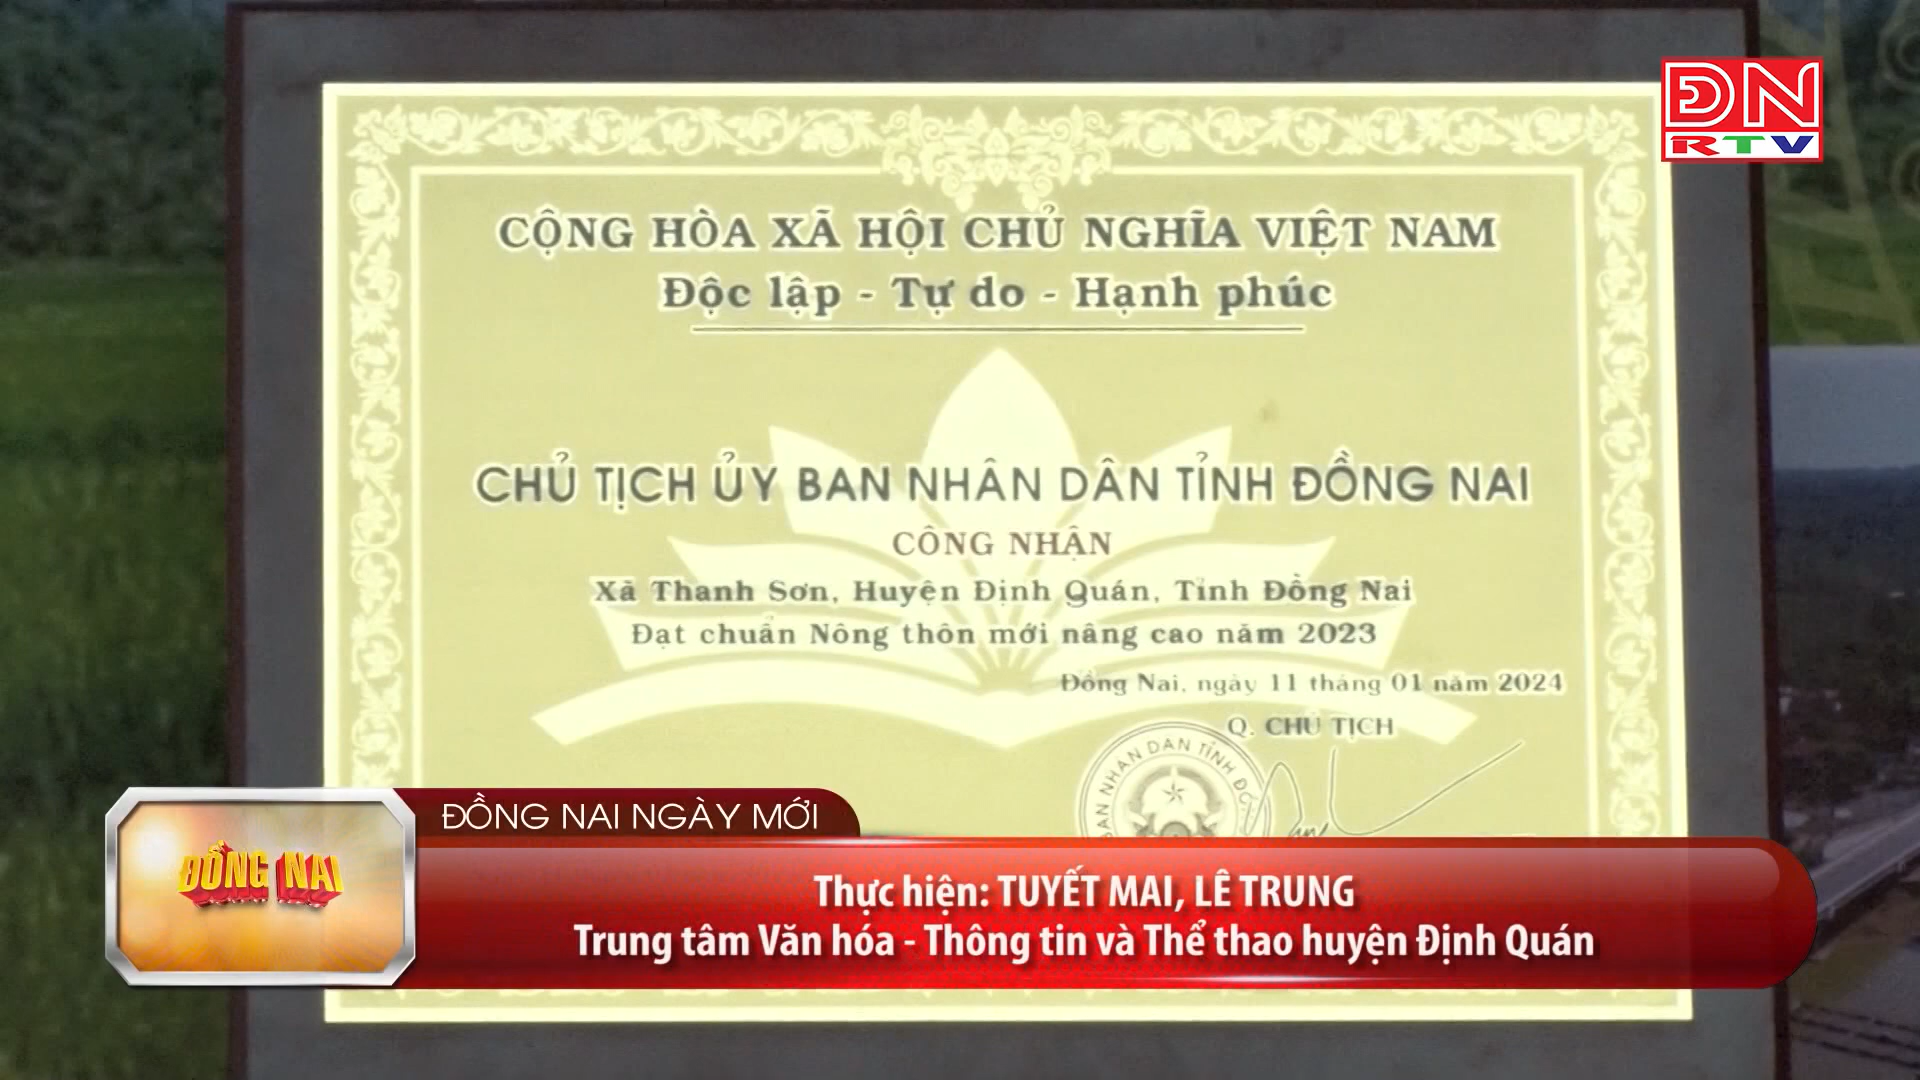 ĐN
RTV
CỘNG HÒA XÃ HỘI CHỦ NGHĨA VIỆT NAM
Độc lập - Tự do - Hạnh phúc
CHỦ TỊCH ỦY BAN NHÂN DÂN TỈNH ĐỒNG NAI
CÔNG NHẬN
Xã Thanh Sơn, Huyện Định Quán, Tỉnh Đồng Nai
Đạt chuẩn Nông thôn mới nâng cao năm 2023
Đồng Nai, ngày 11 tháng 01 năm 2024
Q. CHỦ TỊCH
BAN NHÂN DÂN TỈNH
ĐỒNG NAI NGÀY MỚI
ĐỒNG NAI
Thực hiện: TUYẾT MAI, LÊ TRUNG
Trung tâm Văn hóa - Thông tin và Thể thao huyện Định Quán